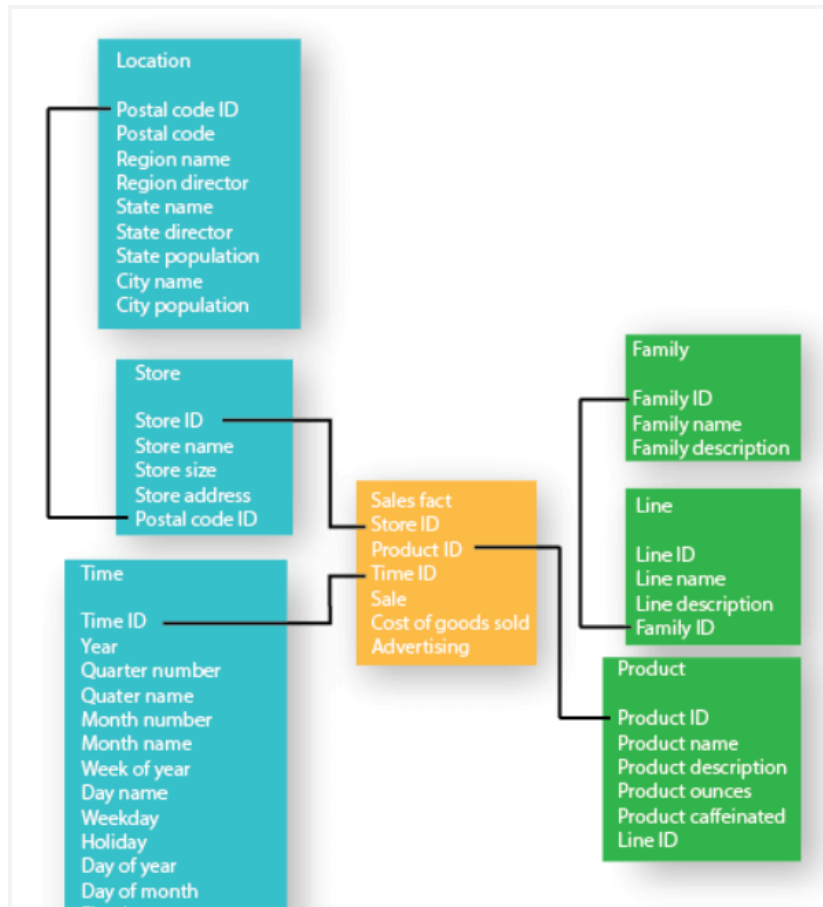 Location
Postal code ID
Postal code
Region name
Region director
State name
State director
State population
City name
City population
Store
Store ID
Store name
Store size
Store address
Postal code ID
Time
Time ID
Year
Quarter number
Quater name
Month number
Month name
Week of year
Day name
Weekday
Holiday
Day of year
Day of month
Sales fact
Store ID
Product ID
Time ID
Sale
Cost of goods sold
Advertising
Family
Family ID
Family name
Family description
Line
Line ID
Line name
Line description
Family ID
Product
Product ID
Product name
Product description
Product ounces
Product caffeinated
Line ID